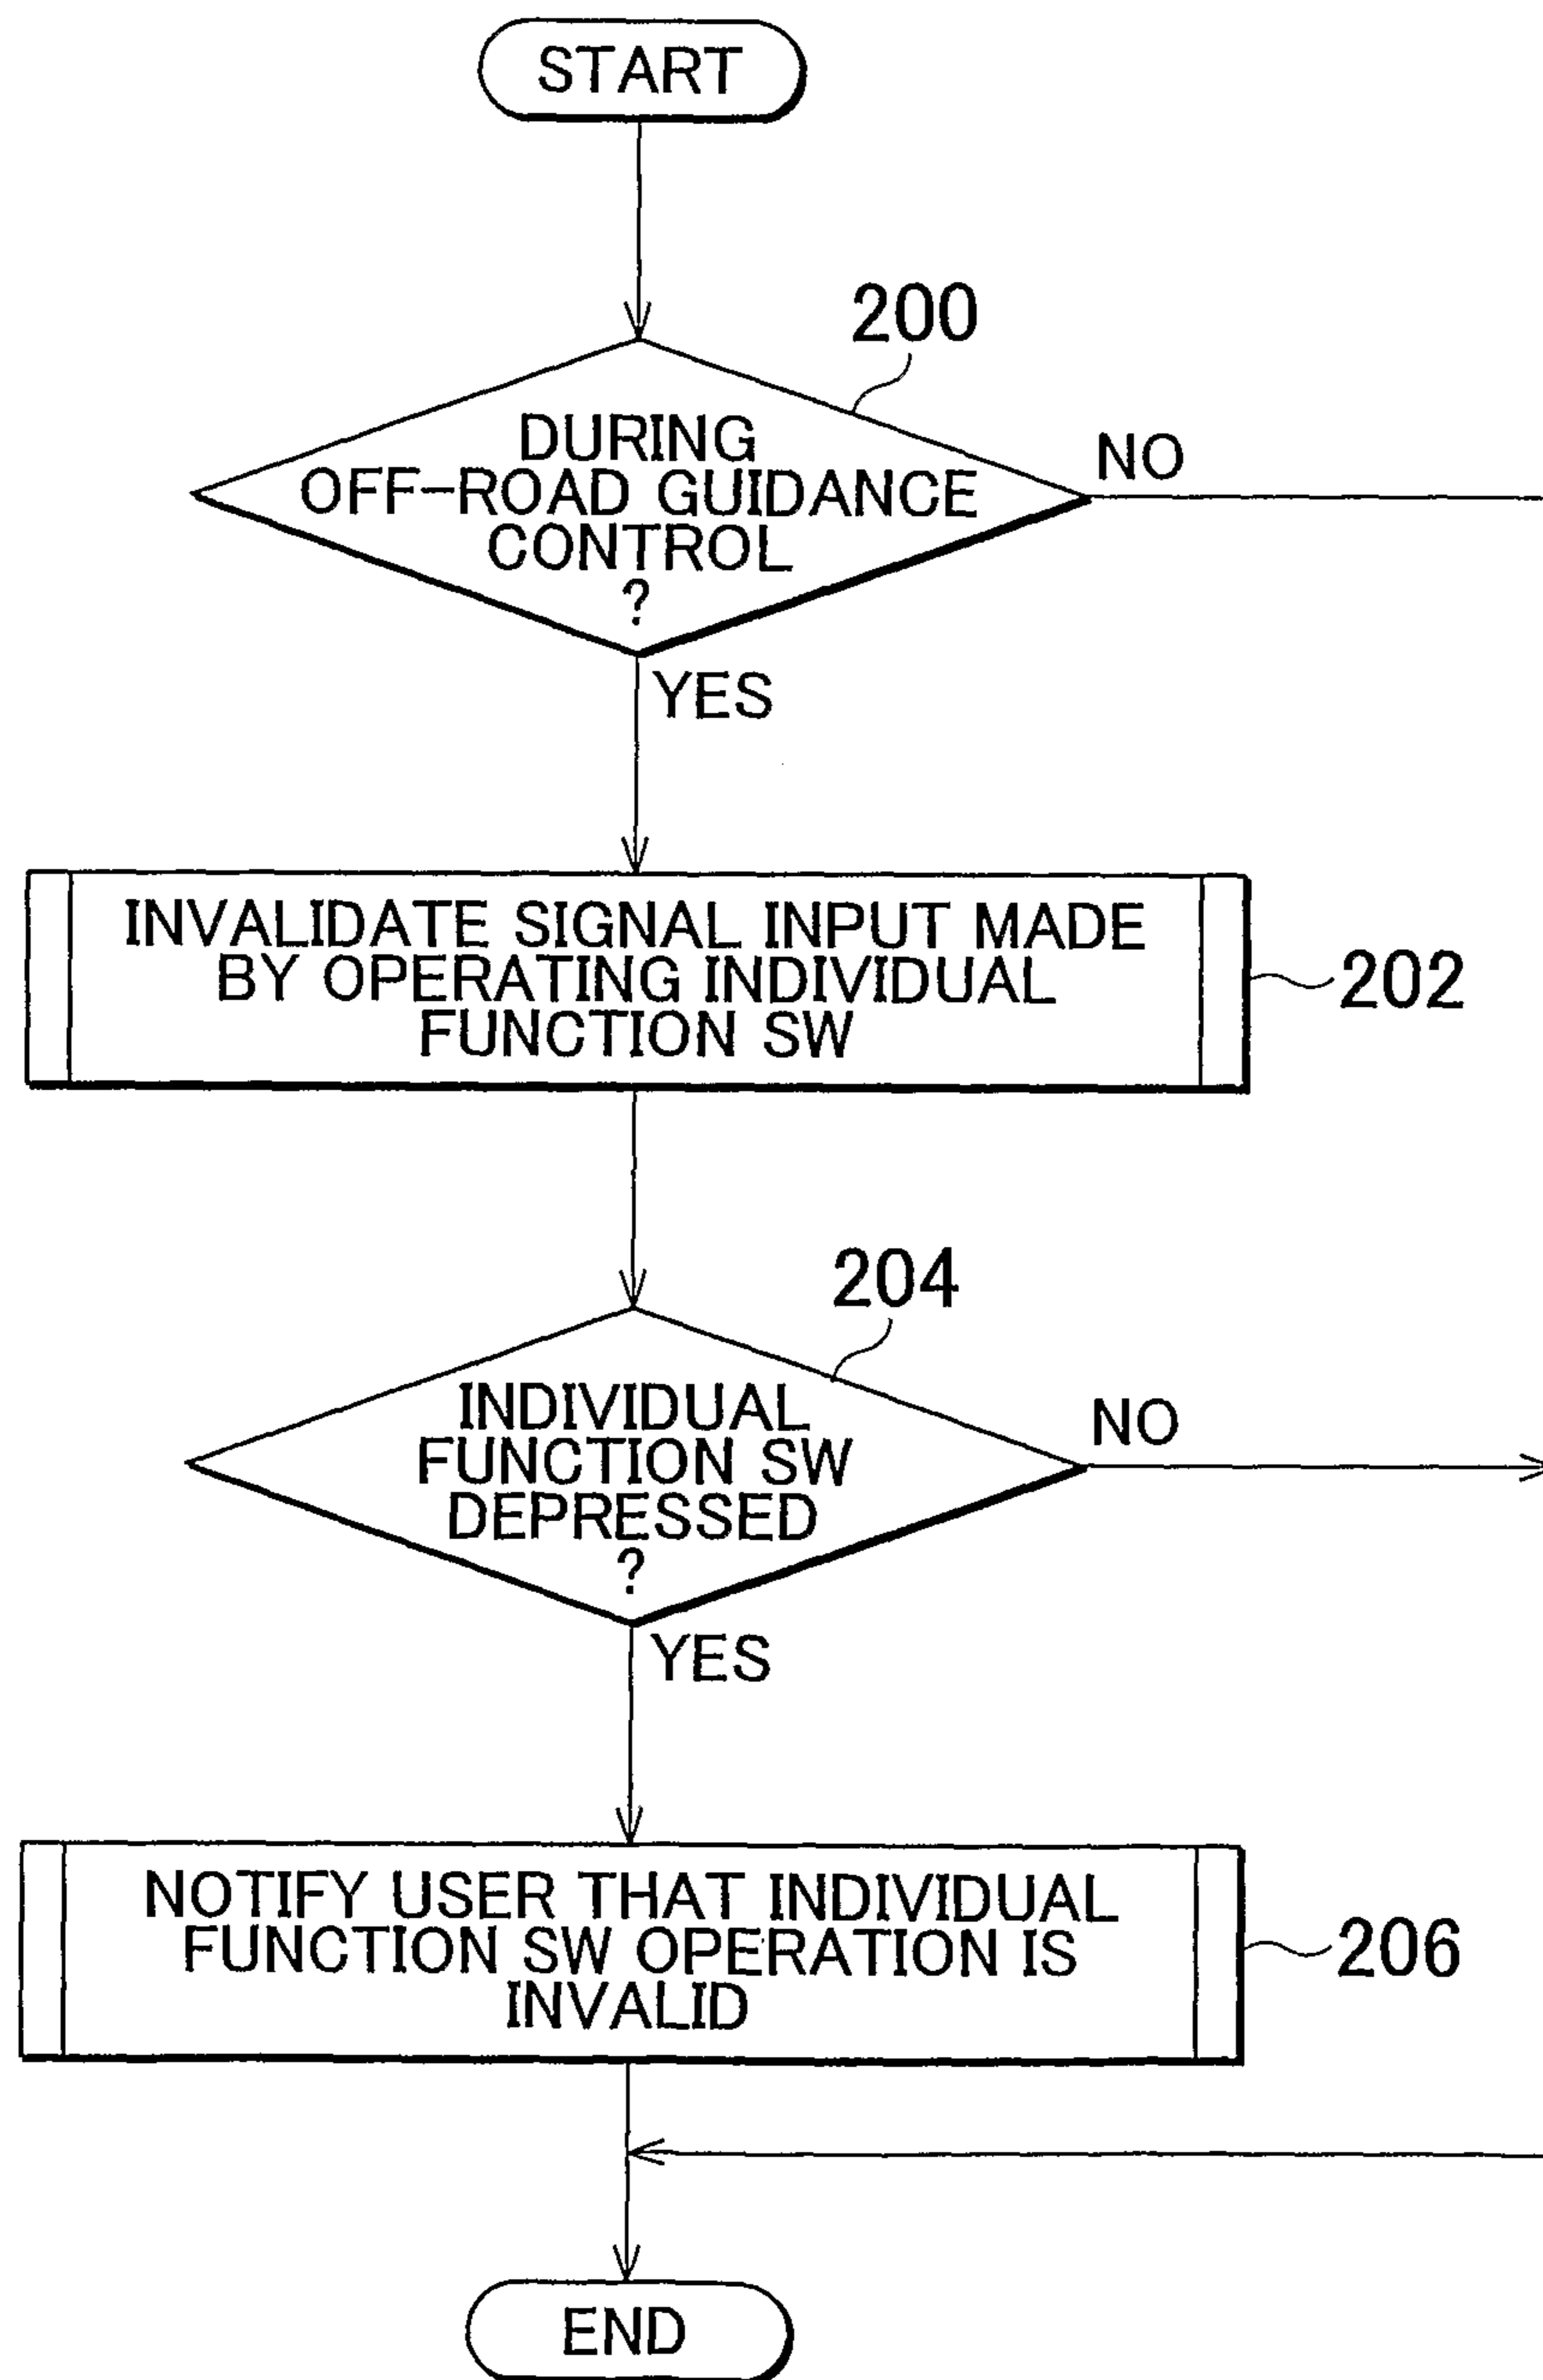 START
200
DURING
OFF-ROAD GUIDANCE
CONTROL
?
NO
YES
INVALIDATE SIGNAL INPUT MADE
BY OPERATING INDIVIDUAL
FUNCTION SW
202
204
INDIVIDUAL
FUNCTION SW
DEPRESSED
?
NO
YES
NOTIFY USER THAT INDIVIDUAL
FUNCTION SW OPERATION IS
INVALID
206
END